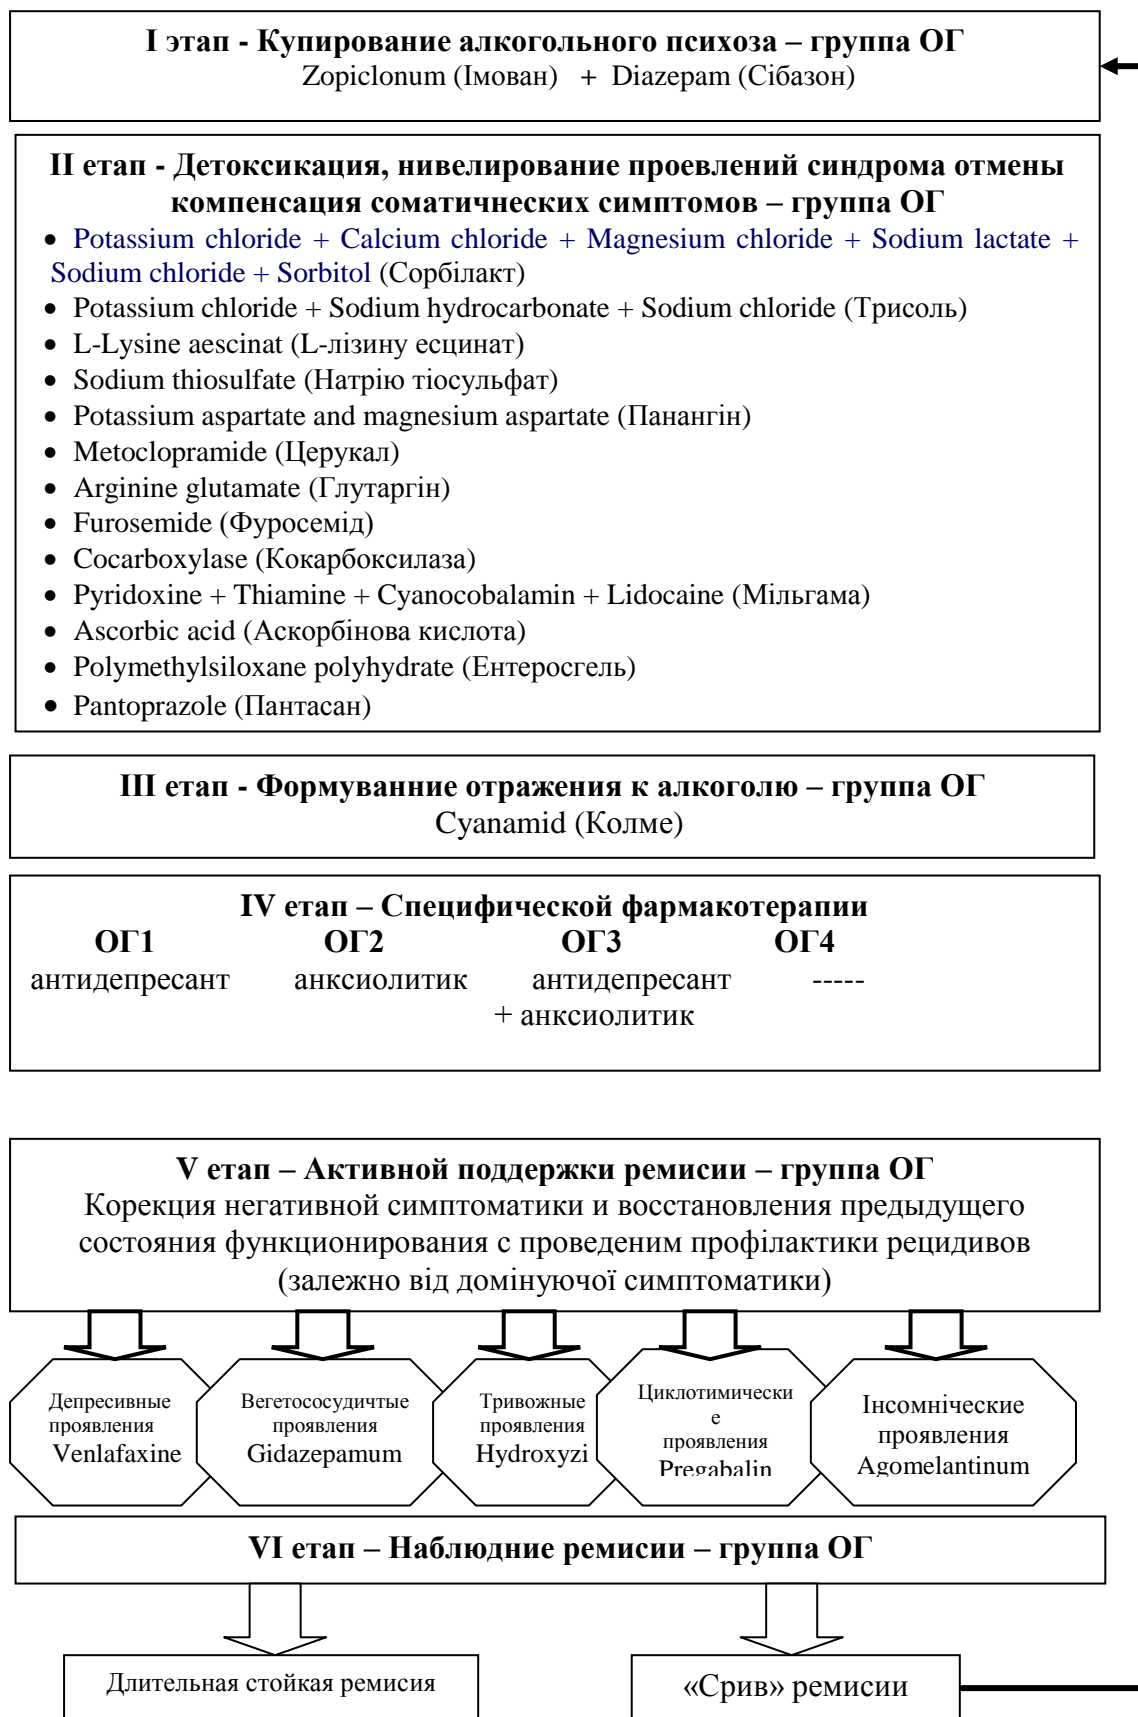 I этап - Купирование алкогольного психоза – группа ОГ
Zopiclonum (Імован) + Diazepam (Сібазон)
II етап - Детоксикация, нивелирование проевлений синдрома отмены
компенсация соматичнеских симптомов – группа ОГ
• Potassium chloride + Calcium chloride + Magnesium chloride + Sodium lactate +
Sodium chloride + Sorbitol (Сорбілакт)
• Potassium chloride + Sodium hydrocarbonate + Sodium chloride (Трисоль)
• L-Lysine aescinat (L-лізину есцинат)
• Sodium thiosulfate (Натрію тіосульфат)
• Potassium aspartate and magnesium aspartate (Панангін)
• Metoclopramide (Церукал)
• Arginine glutamate (Глутаргін)
• Furosemide (Фуросемід)
• Cocarboxylase (Кокарбоксилаза)
• Pyridoxine + Thiamine + Cyanocobalamin + Lidocaine (Мільгама)
• Ascorbic acid (Аскорбінова кислота)
• Polymethylsiloxane polyhydrate (Ентеросгель)
• Pantoprazole (Пантасан)
III етап - Формуванние отражения к алкоголю – группа ОГ
Cyanamid (Колме)
IV етап – Специфической фармакотерапии
ОГ1 ОГ2 ОГ3 ОГ4
антидепресант анксиолитик антидепресант -----
+ анксиолитик
V етап – Активной поддержки ремисии – группа ОГ
Корекция негативной симптоматики и восстановления предыдущего
состояния функционирования с проведеним профілактики рецидивов
(залежно від домінуючої симптоматики)
Депресивные
проявления
Venlafaxine
Вегетососудичтые
проявления
Gidazepamum
Тривожные
проявления
Hydroxyzi
Циклотимически
е
проявления
Pregabalin
Інсомніческие
проявления
Agomelantinum
VI етап – Наблюдние ремисии – группа ОГ
Длительная стойкая ремисия
«Срив» ремисии